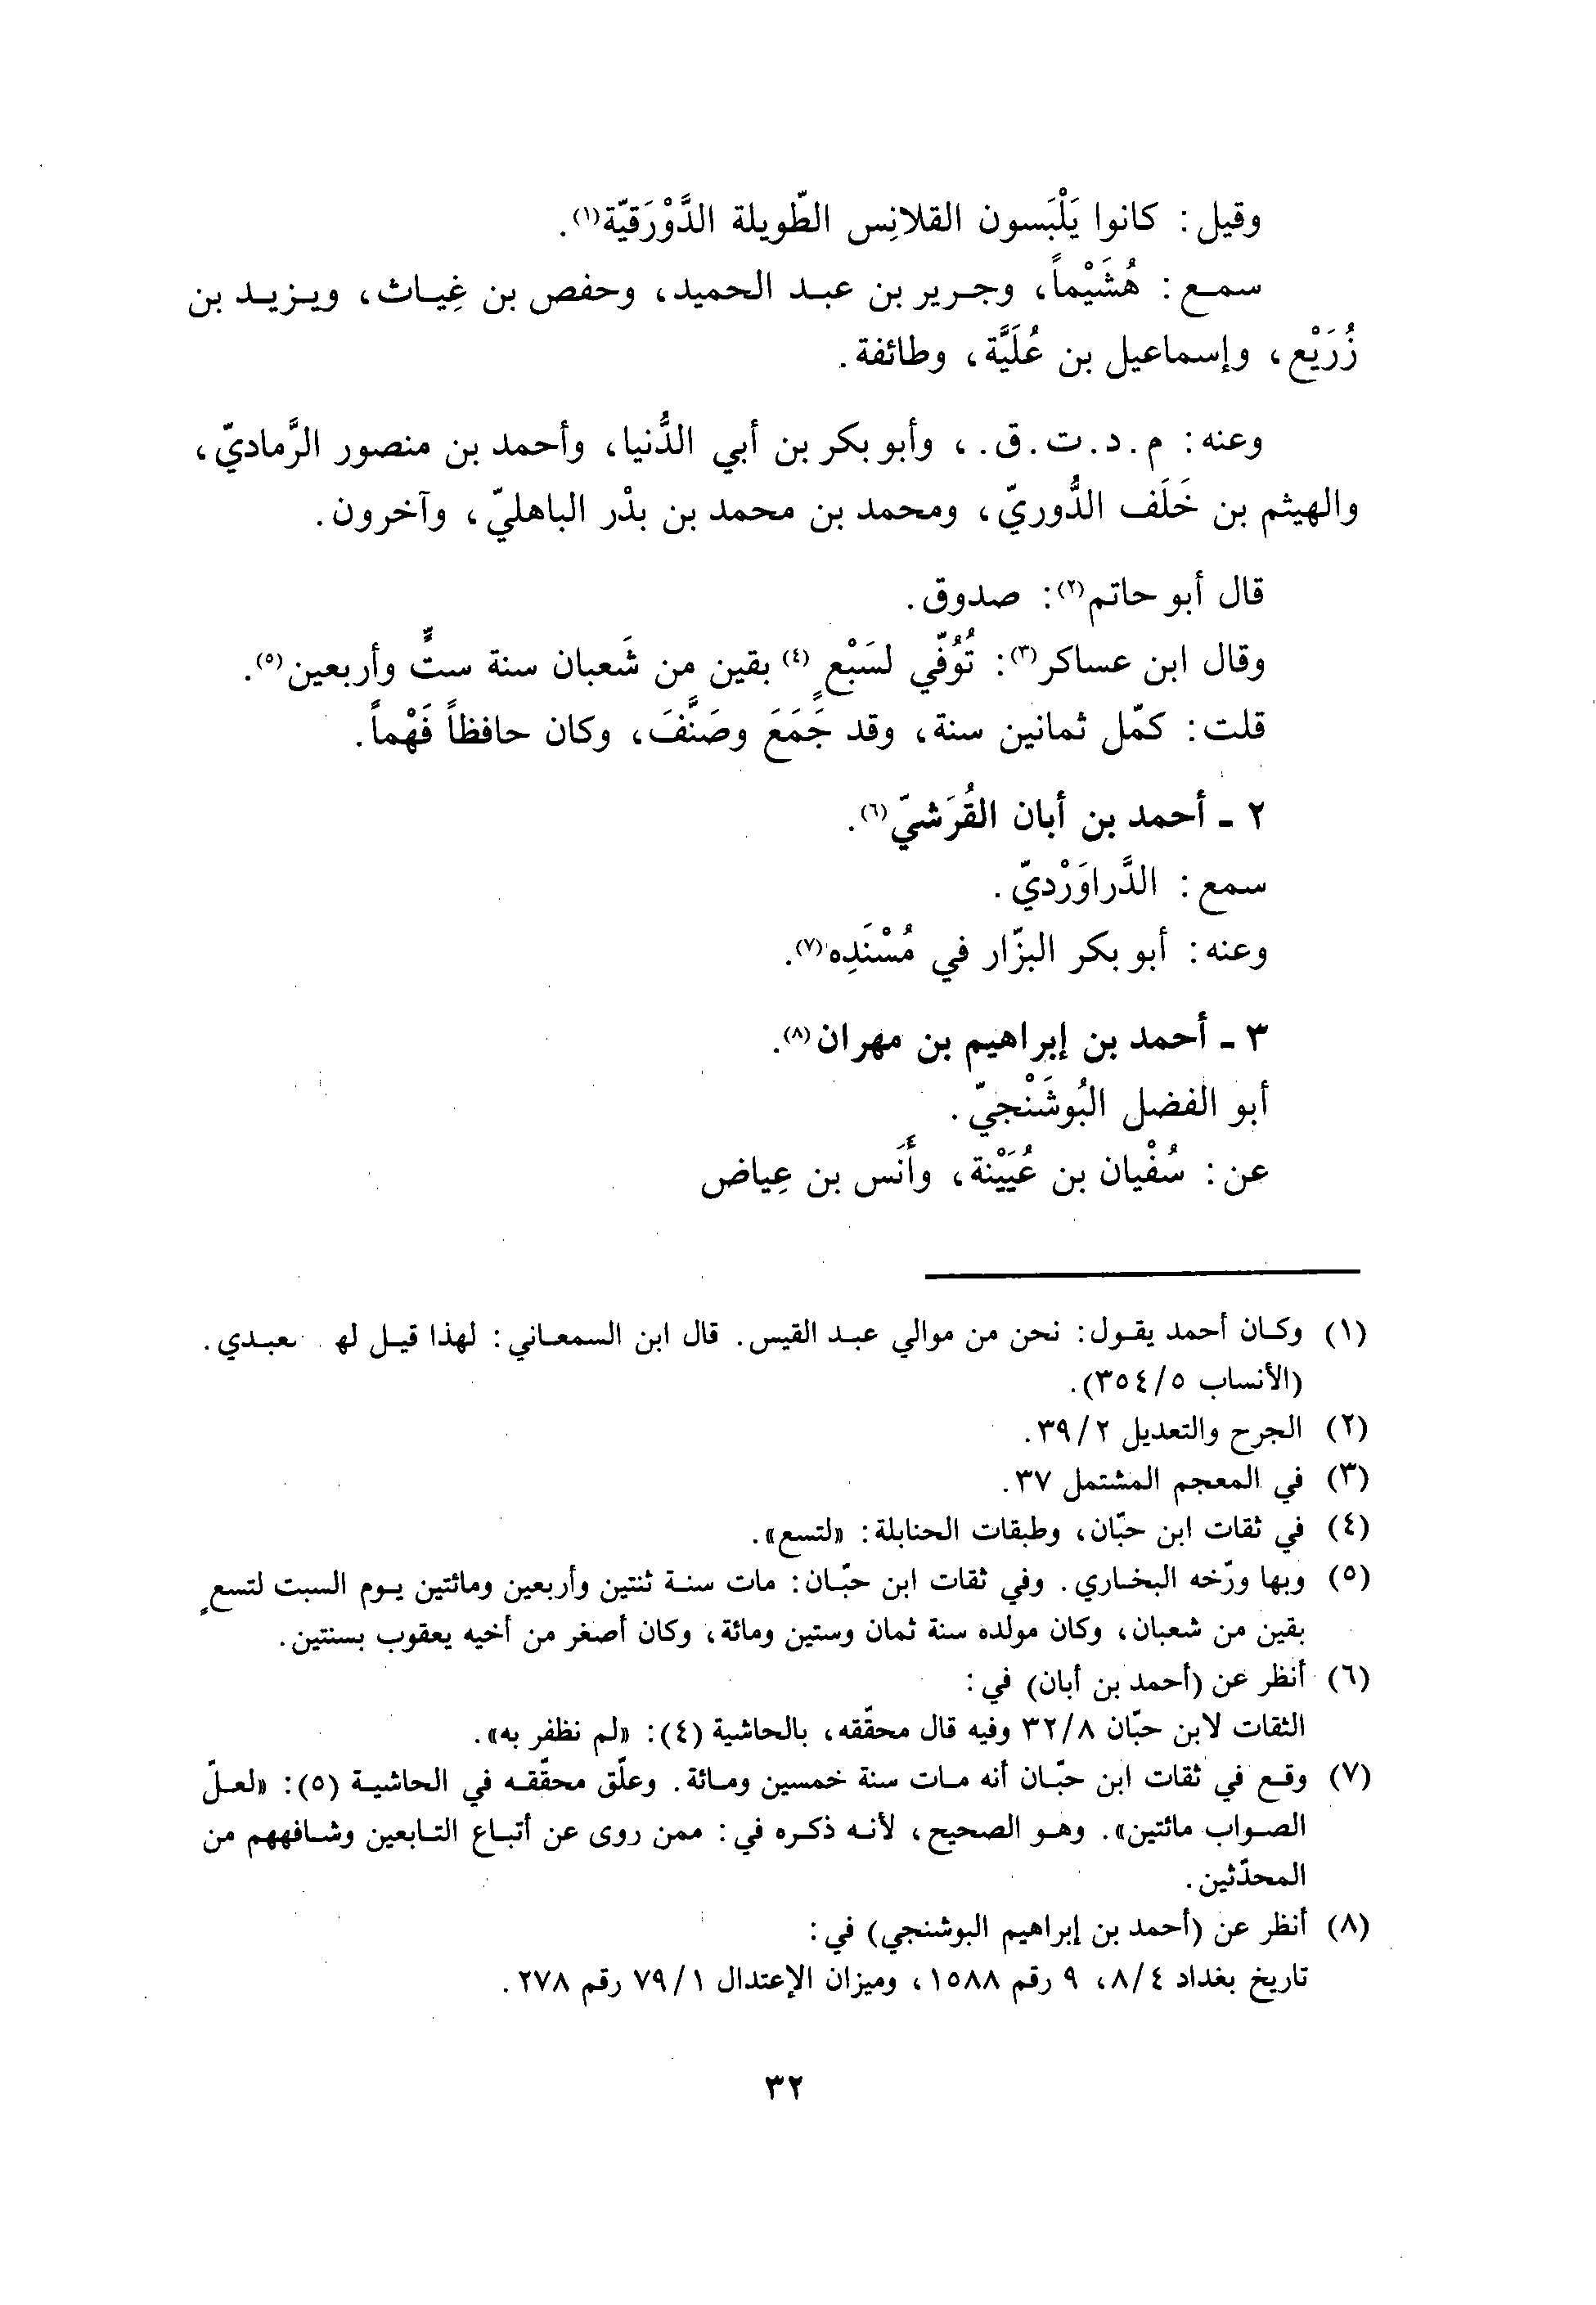 وقيل: كانوا يَلْبَسون القلانِس الطّويلة الدَّوْرَقيّة(١).
سمع: هُشَيْماً، وجرير بن عبد الحميد، وحفص بن غِياث، ويزيد بن
زُرَيْع، وإسماعيل بن عُلَيَّة، وطائفة.
وعنه: م. د. ت. ق.، وأبو بكر بن أبي الدُّنيا، وأحمد بن منصور الرَّماديّ،
والهيثم بن خَلَف الدُّوريّ، ومحمد بن محمد بن بدْر الباهليّ، وآخرون.
قال أبو حاتم(٢): صدوق.
وقال ابن عساكر(٣): تُوُفّي لسَبْعٍ(٤) بقين من شَعبان سنة ستٍّ وأربعين(٥).
قلت: كمّل ثمانين سنة، وقد جَمَعَ وصَنَّفَ، وكان حافظاً فَهْماً.
٢ - أحمد بن أبان القُرَشيّ(٦).
سمع: الدَّراوَرْديّ.
وعنه: أبو بكر البزّار في مُسْنَدِه(٧).
٣ - أحمد بن إبراهيم بن مهران(٨).
أبو الفضل البُوشَنْجيّ.
عن: سُفْيان بن عُيَيْنة، وأَنَس بن عِياض
(١) وكان أحمد يقول: نحن من موالي عبد القيس. قال ابن السمعاني: لهذا قيل له
(الأنساب ٣٥٤/٥).
(٢) الجرح والتعديل ٣٩/٢.
(٣) في المعجم المشتمل ٣٧.
(٤) في ثقات ابن حبّان، وطبقات الحنابلة: «لتسع».
(٥) وبها ورّخه البخاري. وفي ثقات ابن حبّان: مات سنة ثنتين وأربعين ومائتين يوم السبت لتسعٍ
بقين من شعبان، وكان مولده سنة ثمان وستين ومائة، وكان أصغر من أخيه يعقوب بسنتين.
(٦) أنظر عن (أحمد بن أبان) في:
الثقات لابن حبّان ٣٢/٨ وفيه قال محقّقه، بالحاشية (٤): «لم نظفر به».
(٧) وقع في ثقات ابن حبّان أنه مات سنة خمسين ومائة. وعلّق محقّقه في الحاشية (٥): «لعلّ
الصواب مائتين». وهو الصحيح، لأنه ذكره في: ممن روى عن أتباع التابعين وشافههم من
المحدّثين.
(٨) أنظر عن (أحمد بن إبراهيم البوشنجي) في:
تاريخ بغداد ٨/٤، ٩ رقم ١٥٨٨، وميزان الإعتدال ٧٩/١ رقم ٢٧٨.
٣٢